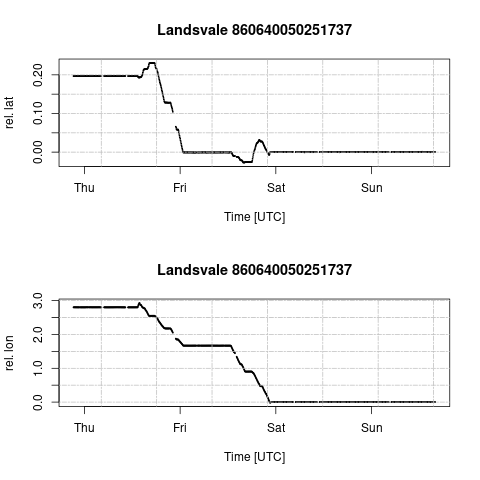 Landsvale 860640050251737
rel. lat
0.20
0.10
0.00
Thu Fri Sat Sun
Time [UTC]
Landsvale 860640050251737
rel. lon
3.0
2.0
1.0
0.0
Thu Fri Sat Sun
Time [UTC]